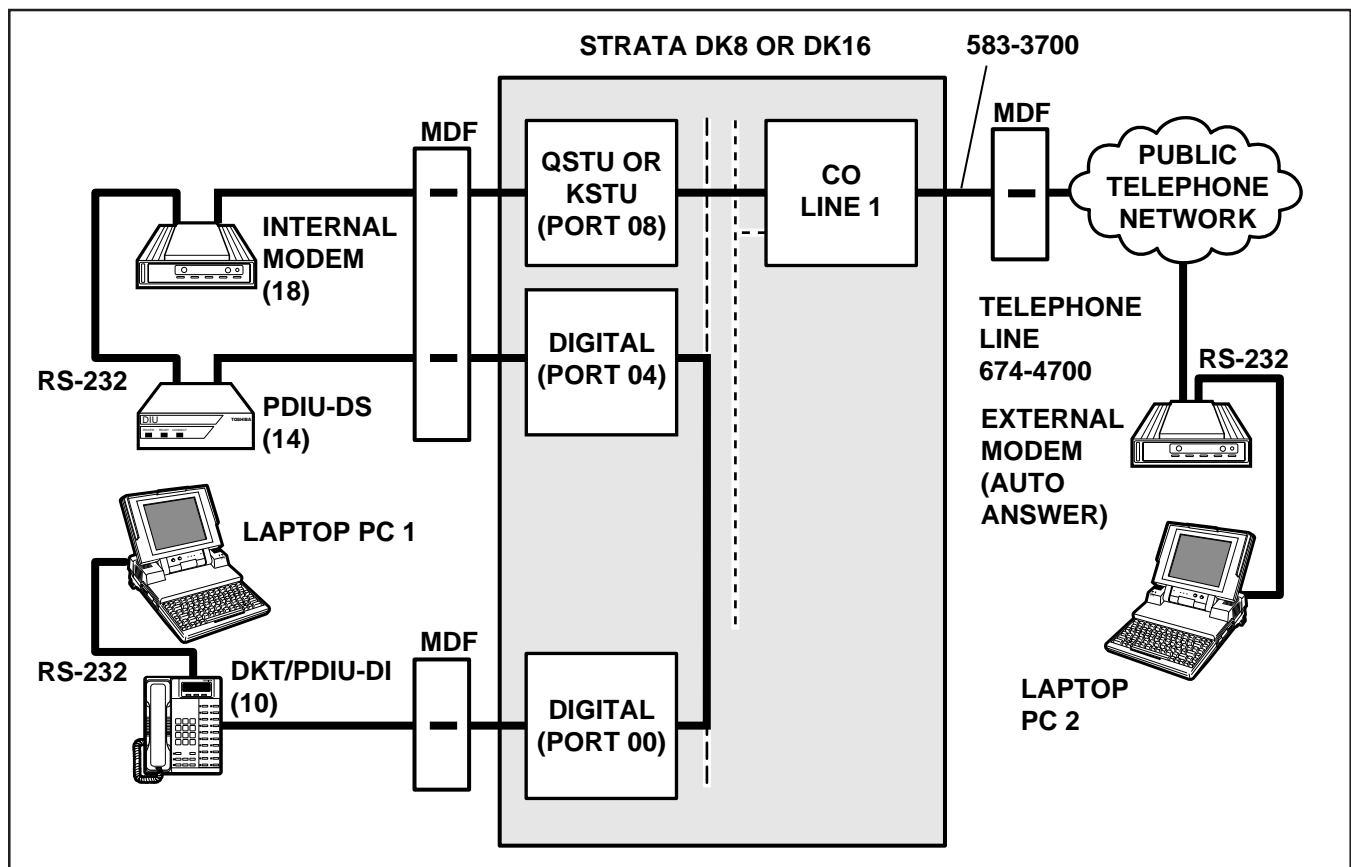 STRATA DK8 OR DK16
583-3700
MDF
MDF
QSTU OR
KSTU
(PORT 08)
CO
LINE 1
PUBLIC
TELEPHONE
NETWORK
INTERNAL
MODEM
(18)
DIGITAL
(PORT 04)
TELEPHONE
LINE
674-4700
RS-232
RS-232
PDIU-DS
(14)
DIU
TOSHIBA
EXTERNAL
MODEM
(AUTO
ANSWER)
LAPTOP PC 1
MDF
RS-232
DKT/PDIU-DI
(10)
DIGITAL
(PORT 00)
LAPTOP
PC 2